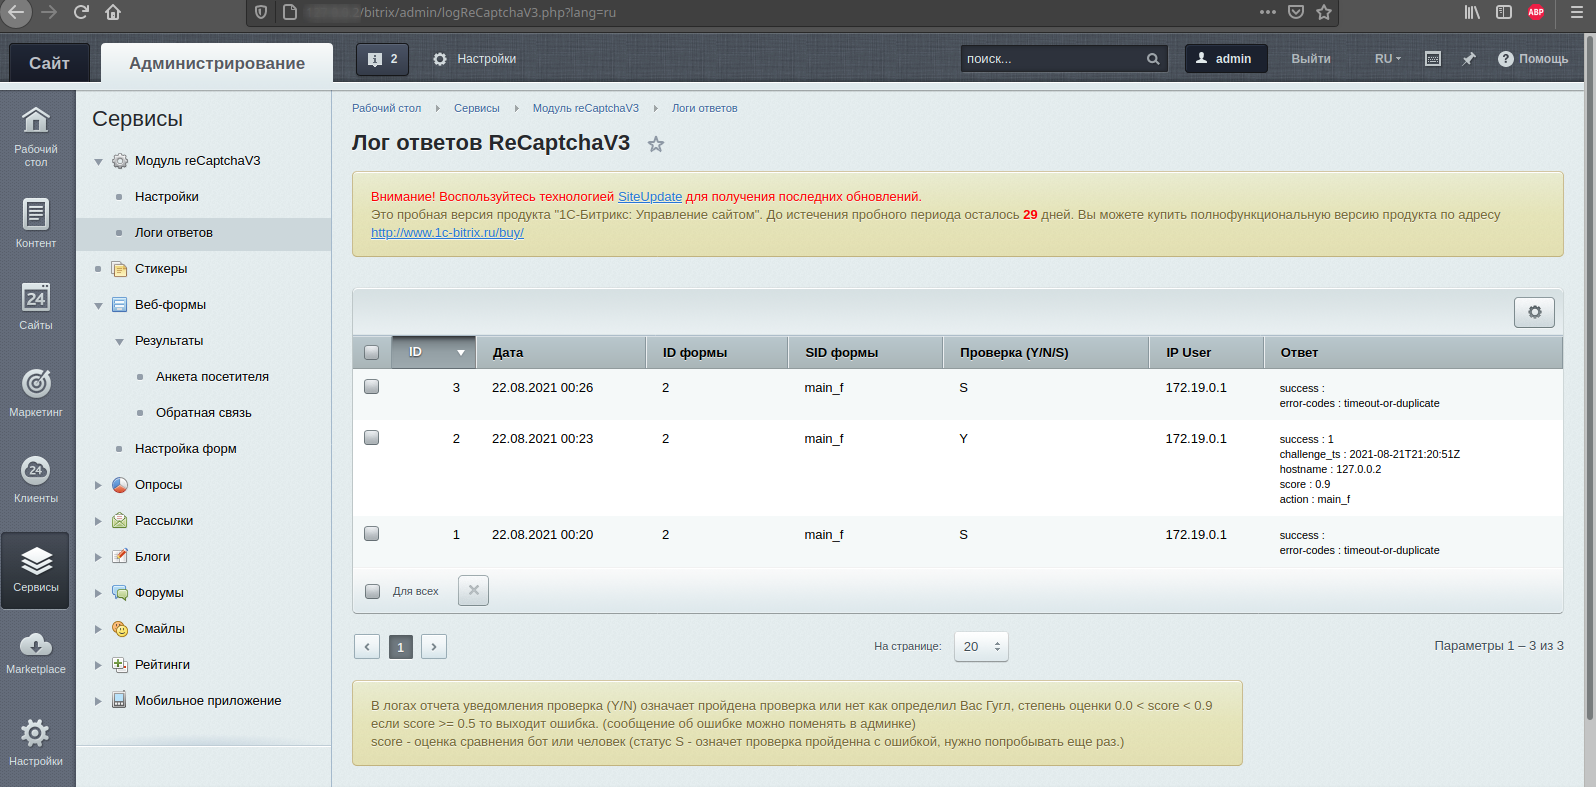 /bitrix/admin/logReCaptchaV3.php?lang=ru
ABP
Сайт
Администрирование
2
Настройки
поиск...
admin
Выйти
RU
Помощь
Рабочий стол
Контент
24
Сайты
Маркетинг
24
Клиенты
Сервисы
Marketplace
Настройки
Сервисы
Модуль reCaptchaV3
Настройки
Логи ответов
Стикеры
Веб-формы
Результаты
Анкета посетителя
Обратная связь
Настройка форм
Опросы
Рассылки
Блоги
Форумы
Смайлы
Рейтинги
Мобильное приложение
Рабочий стол Сервисы Модуль reCaptchaV3 Логи ответов
Лог ответов ReCaptchaV3
Внимание! Воспользуйтесь технологией SiteUpdate для получения последних обновлений.
Это пробная версия продукта "1С-Битрикс: Управление сайтом". До истечения пробного периода осталось 29 дней. Вы можете купить полнофункциональную версию продукта по адресу
http://www.1c-bitrix.ru/buy/
ID Дата ID формы SID формы Проверка (Y/N/S) IP User Ответ
3 22.08.2021 00:26 2 main_f S 172.19.0.1 success :
error-codes : timeout-or-duplicate
2 22.08.2021 00:23 2 main_f Y 172.19.0.1 success : 1
challenge_ts : 2021-08-21T21:20:51Z
hostname : 127.0.0.2
score : 0.9
action : main_f
1 22.08.2021 00:20 2 main_f S 172.19.0.1 success :
error-codes : timeout-or-duplicate
Для всех
1
На странице: 20
Параметры 1 – 3 из 3
В логах отчета уведомления проверка (Y/N) означает пройдена проверка или нет как определил Вас Гугл, степень оценки 0.0 < score < 0.9
если score >= 0.5 то выходит ошибка. (сообщение об ошибке можно поменять в админке)
score - оценка сравнения бот или человек (статус S - означет проверка пройденна с ошибкой, нужно попробывать еще раз.)